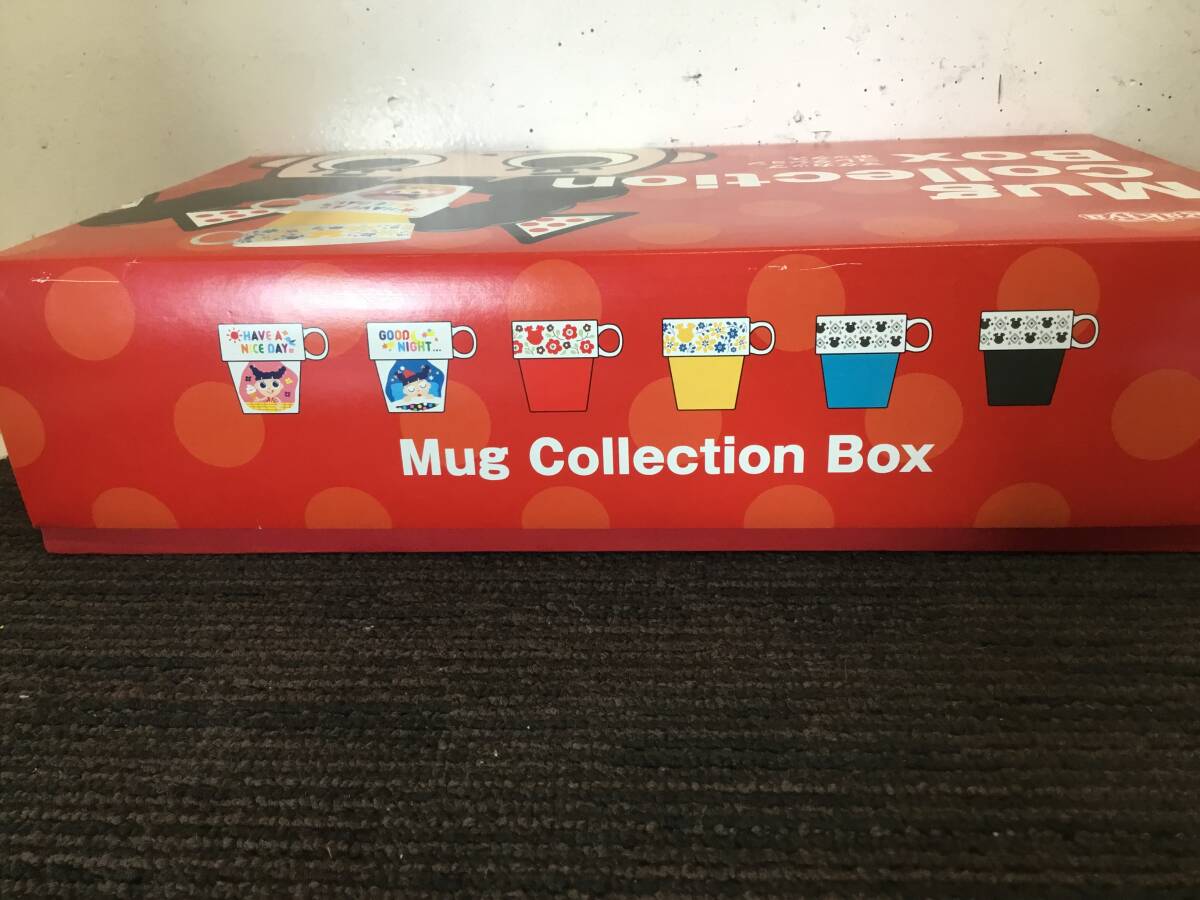 Mug
Collection
Box
HAVE A
NICE DAY
GOOD
NIGHT...
Mug Collection Box